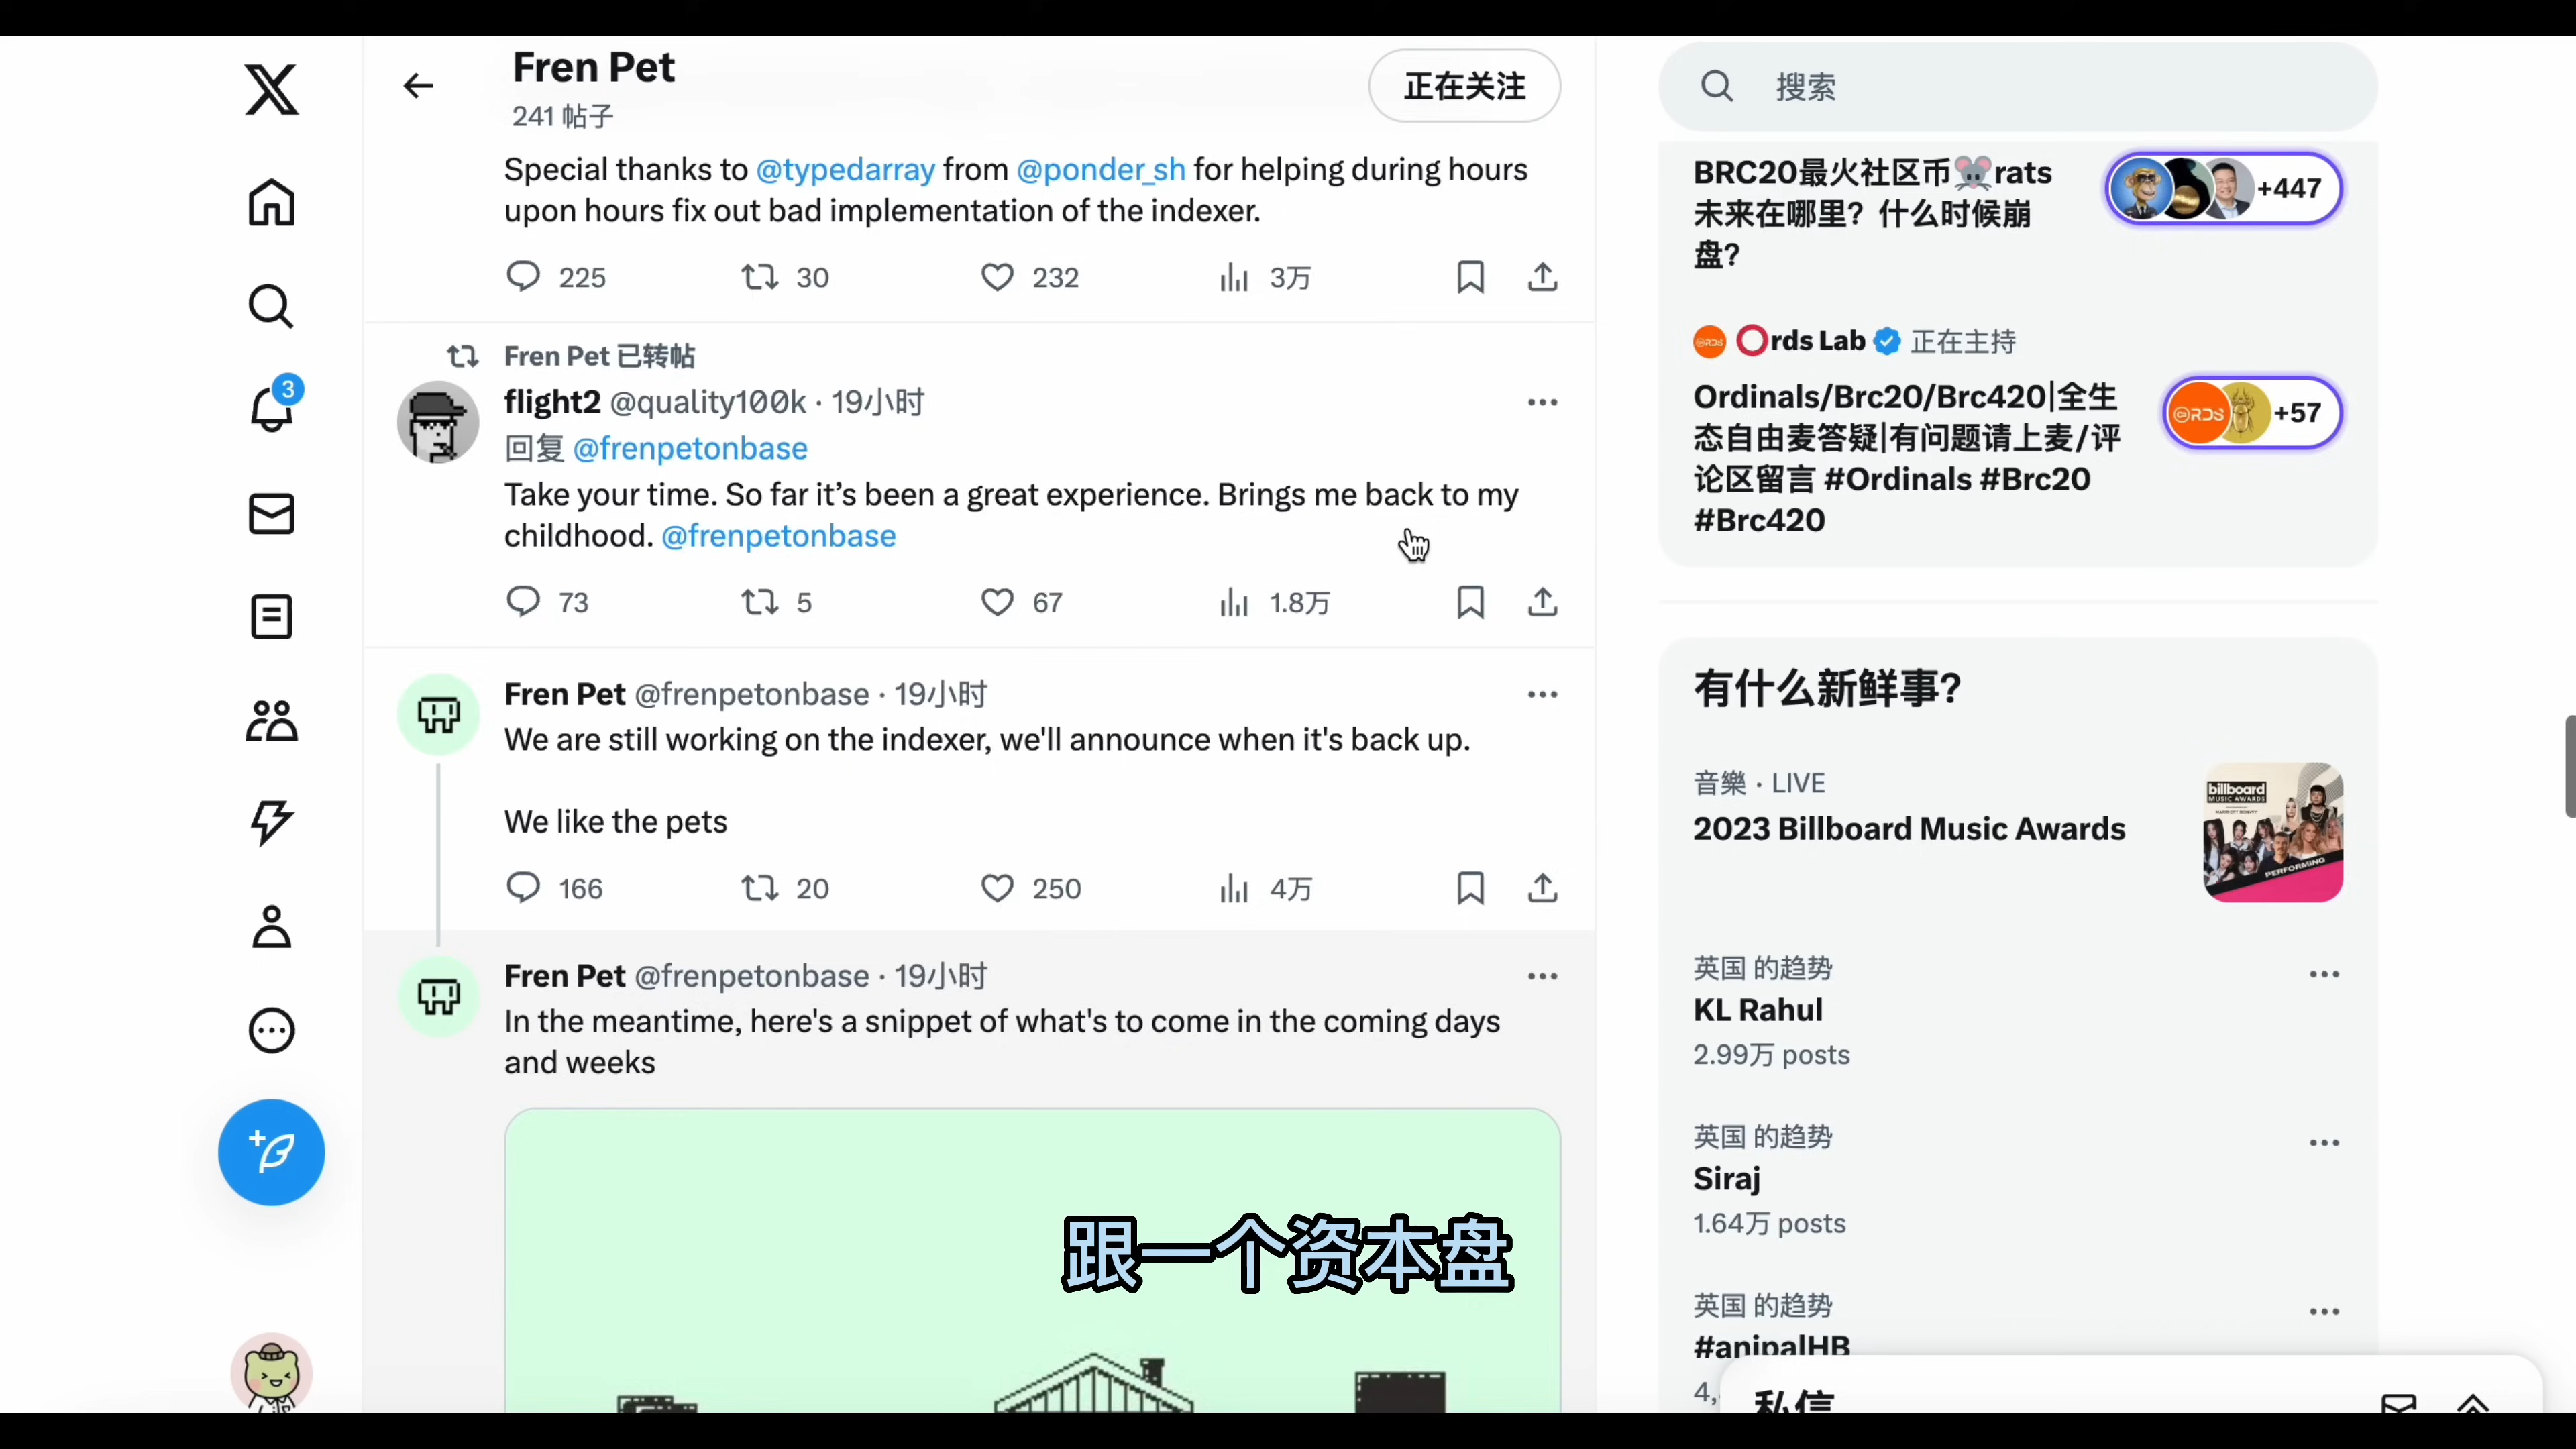 Fren Pet
241 帖子
正在关注
搜索
Special thanks to @typedarray from @ponder_sh for helping during hours
upon hours fix out bad implementation of the indexer.
225 30 232 3万
Fren Pet 已转帖
flight2 @quality100k · 19小时
回复 @frenpetonbase
Take your time. So far it’s been a great experience. Brings me back to my
childhood. @frenpetonbase
73 5 67 1.8万
Fren Pet @frenpetonbase · 19小时
We are still working on the indexer, we'll announce when it's back up.
We like the pets
166 20 250 4万
Fren Pet @frenpetonbase · 19小时
In the meantime, here's a snippet of what's to come in the coming days
and weeks
跟一个资本盘
3
BRC20最火社区币🐭rats
未来在哪里？什么时候崩
盘？
+447
ORDS Ords Lab 正在主持
Ordinals/Brc20/Brc420|全生
态自由麦答疑|有问题请上麦/评
论区留言 #Ordinals #Brc20
#Brc420
ORDS +57
有什么新鲜事？
音樂 · LIVE
2023 Billboard Music Awards
billboard
MUSIC AWARDS
PERFORMING
英国 的趋势
KL Rahul
2.99万 posts
英国 的趋势
Siraj
1.64万 posts
英国 的趋势
#anipalHB
4,
私信